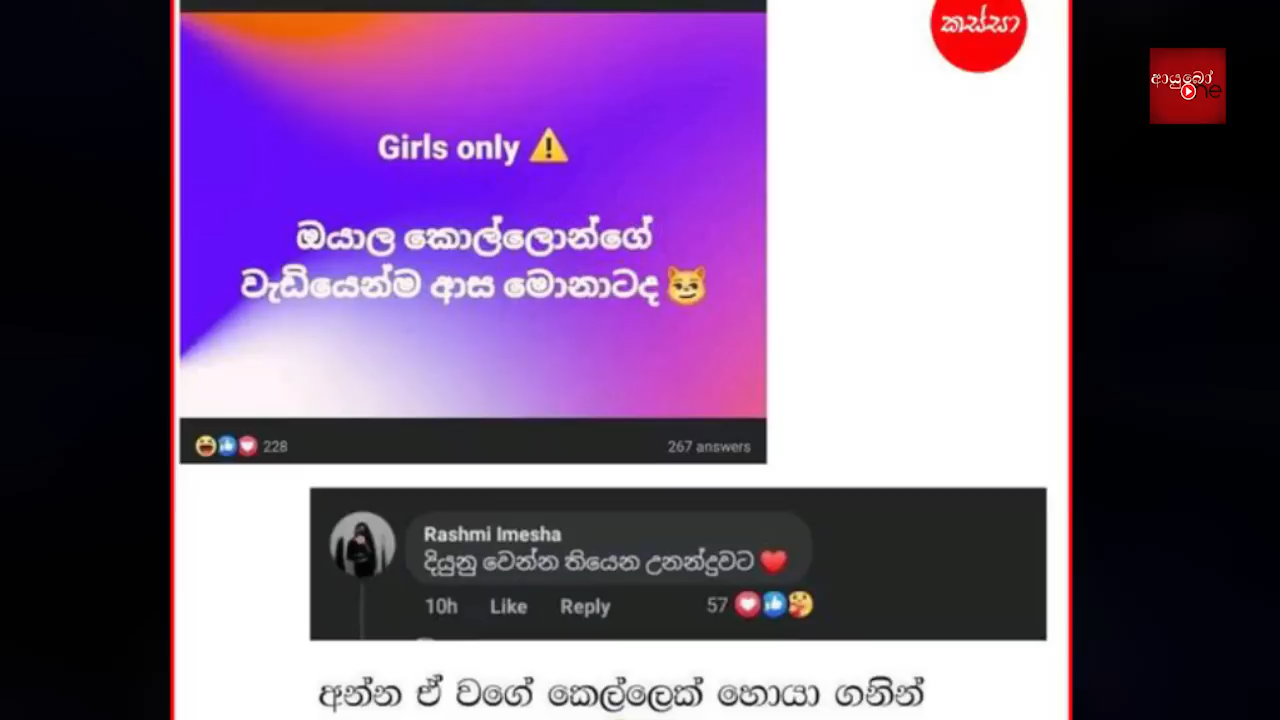 කස්සා
ආයුබෝ
one
Girls only ⚠️
ඔයාල කොල්ලොන්ගේ
වැඩියෙන්ම ආස මොනාටද 😼
228
267 answers
Rashmi Imesha
දියුනු වෙන්න තියෙන උනන්දුවට ❤️
10h Like Reply 57
අන්න ඒ වගේ කෙල්ලෙක් හොයා ගනින්